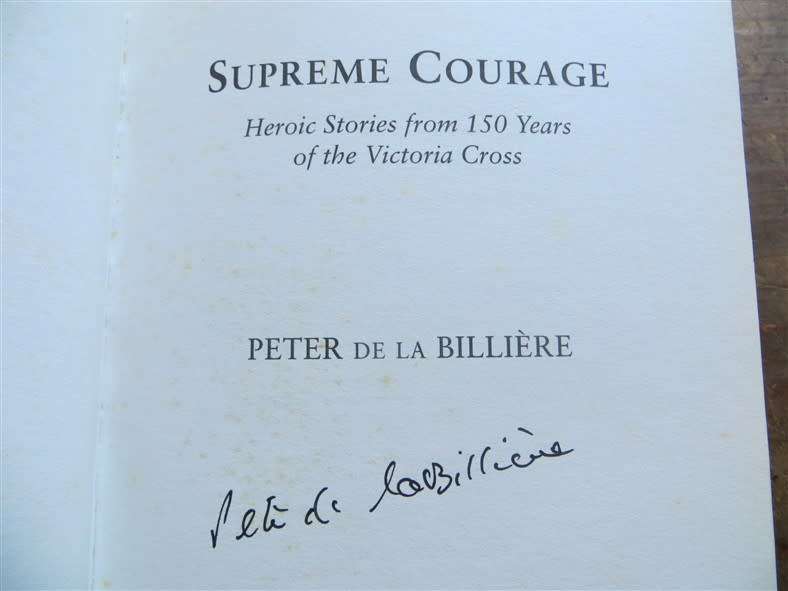 SUPREME COURAGE
Heroic Stories from 150 Years
of the Victoria Cross
PETER DE LA BILLIÈRE
Peter de la Billière